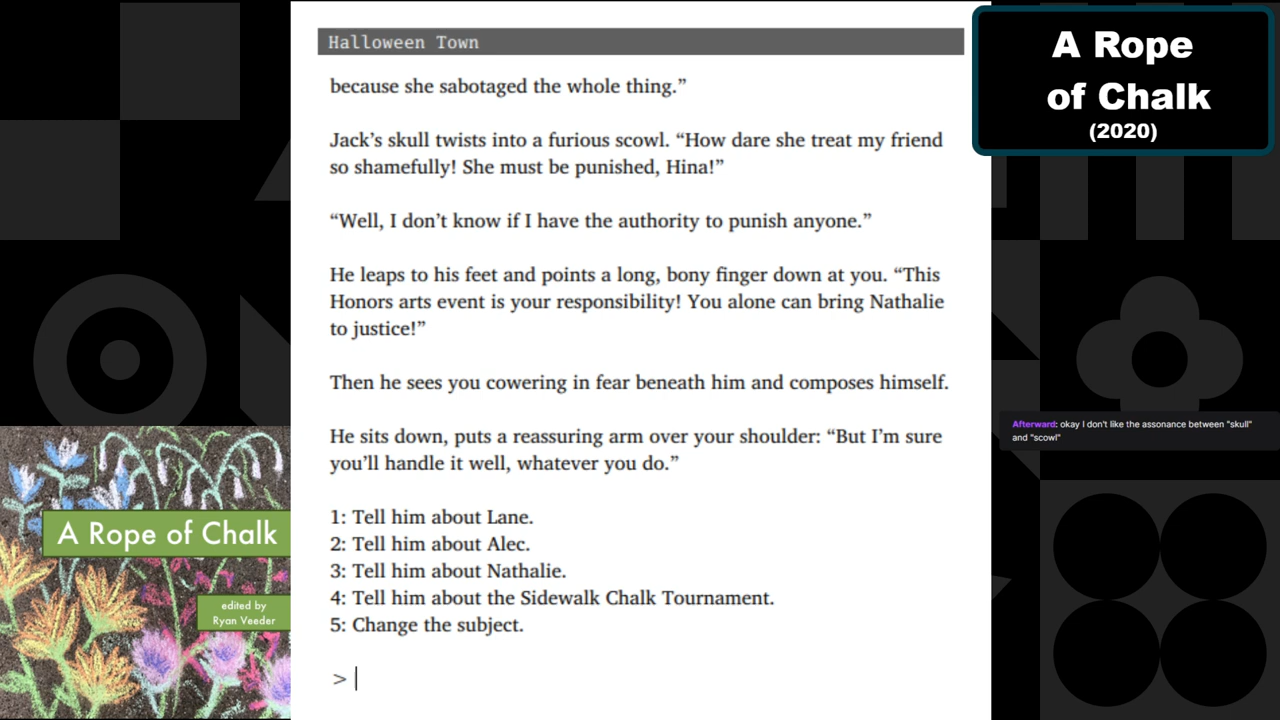 Halloween Town
because she sabotaged the whole thing.”
Jack’s skull twists into a furious scowl. “How dare she treat my friend
so shamefully! She must be punished, Hina!”
“Well, I don’t know if I have the authority to punish anyone.”
He leaps to his feet and points a long, bony finger down at you. “This
Honors arts event is your responsibility! You alone can bring Nathalie
to justice!”
Then he sees you cowering in fear beneath him and composes himself.
He sits down, puts a reassuring arm over your shoulder: “But I’m sure
you’ll handle it well, whatever you do.”
1: Tell him about Lane.
2: Tell him about Alec.
3: Tell him about Nathalie.
4: Tell him about the Sidewalk Chalk Tournament.
5: Change the subject.
>
A Rope
of Chalk
(2020)
Afterward: okay I don't like the assonance between "skull"
and "scowl"
A Rope of Chalk
edited by
Ryan Veeder